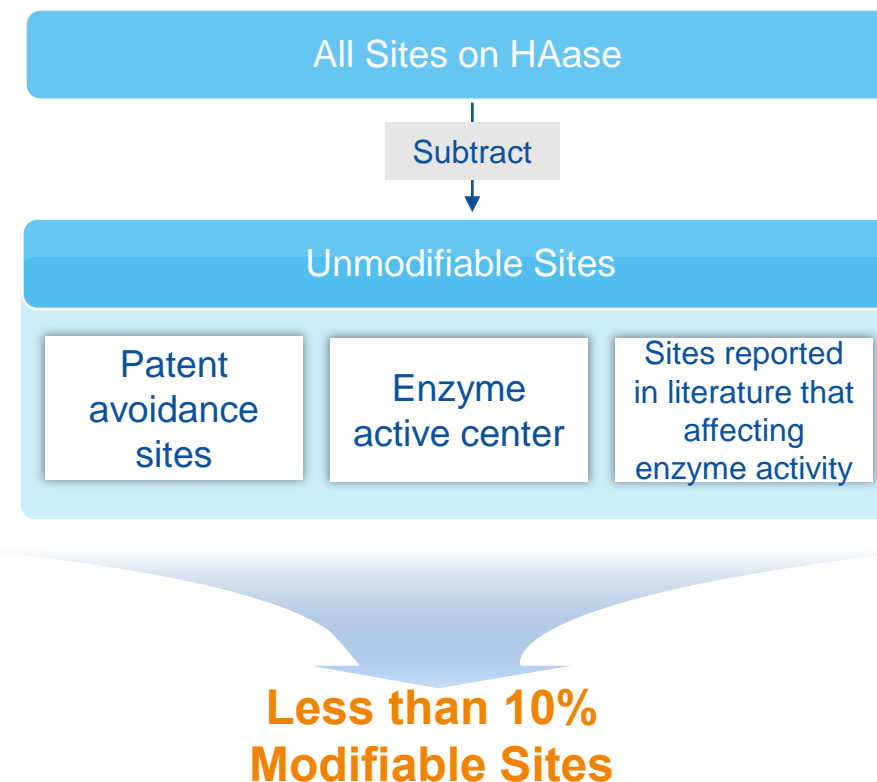 All Sites on HAase
Subtract
Unmodifiable Sites
Patent
avoidance
sites
Enzyme
active center
Sites reported
in literature that
affecting
enzyme activity
Less than 10%
Modifiable Sites